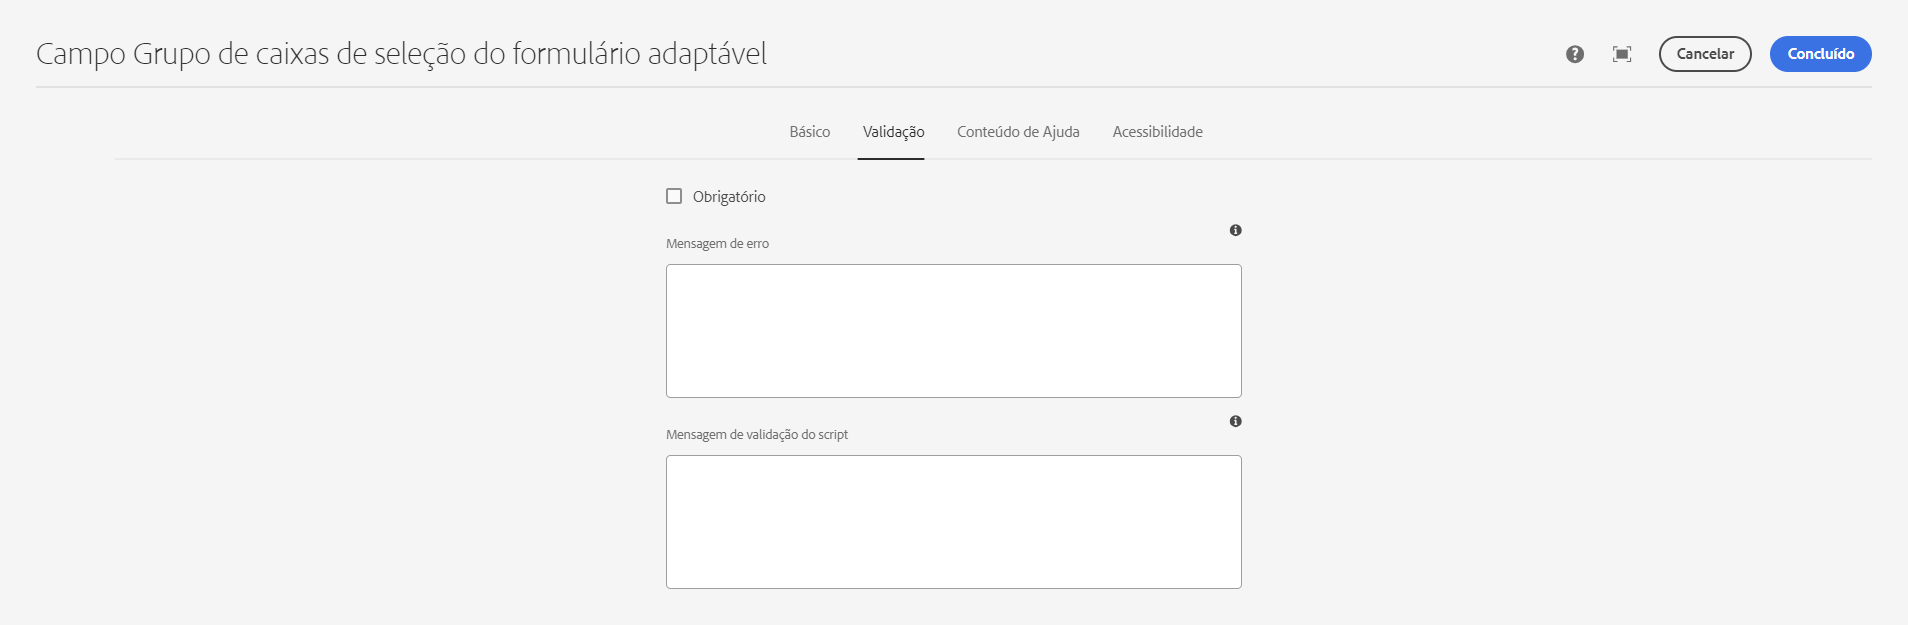 Campo Grupo de caixas de seleção do formulário adaptável
Cancelar
Concluído
Básico
Validação
Conteúdo de Ajuda
Acessibilidade
Obrigatório
Mensagem de erro
Mensagem de validação do script